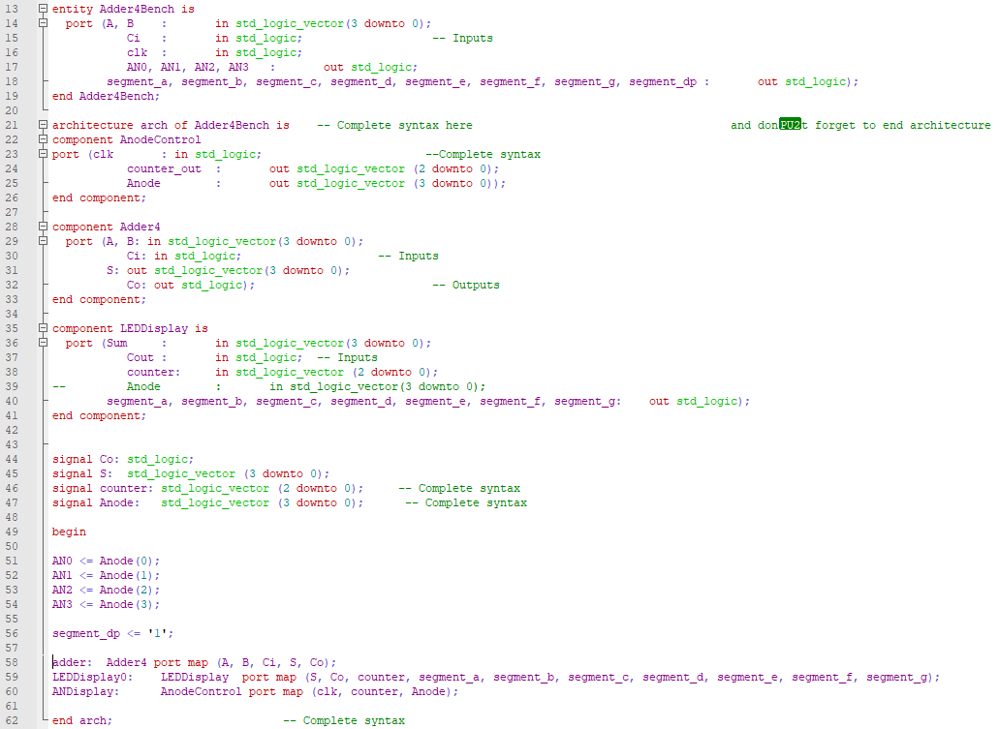 13 entity Adder4Bench is
14 port (A, B : in std_logic_vector(3 downto 0);
15 Ci : in std_logic; -- Inputs
16 clk : in std_logic;
17 AN0, AN1, AN2, AN3 : out std_logic;
18 segment_a, segment_b, segment_c, segment_d, segment_e, segment_f, segment_g, segment_dp : out std_logic);
19 end Adder4Bench;
20
21 architecture arch of Adder4Bench is -- Complete syntax here and donPU2t forget to end architecture
22 component AnodeControl
23 port (clk : in std_logic; --Complete syntax
24 counter_out : out std_logic_vector (2 downto 0);
25 Anode : out std_logic_vector (3 downto 0));
26 end component;
27
28 component Adder4
29 port (A, B: in std_logic_vector(3 downto 0);
30 Ci: in std_logic; -- Inputs
31 S: out std_logic_vector(3 downto 0);
32 Co: out std_logic); -- Outputs
33 end component;
34
35 component LEDDisplay is
36 port (Sum : in std_logic_vector(3 downto 0);
37 Cout : in std_logic; -- Inputs
38 counter: in std_logic_vector (2 downto 0);
39 -- Anode : in std_logic_vector(3 downto 0);
40 segment_a, segment_b, segment_c, segment_d, segment_e, segment_f, segment_g: out std_logic);
41 end component;
42
43
44 signal Co: std_logic;
45 signal S: std_logic_vector (3 downto 0);
46 signal counter: std_logic_vector (2 downto 0); -- Complete syntax
47 signal Anode: std_logic_vector (3 downto 0); -- Complete syntax
48
49 begin
50
51 AN0 <= Anode(0);
52 AN1 <= Anode(1);
53 AN2 <= Anode(2);
54 AN3 <= Anode(3);
55
56 segment_dp <= '1';
57
58 adder: Adder4 port map (A, B, Ci, S, Co);
59 LEDDisplay0: LEDDisplay port map (S, Co, counter, segment_a, segment_b, segment_c, segment_d, segment_e, segment_f, segment_g);
60 ANDisplay: AnodeControl port map (clk, counter, Anode);
61
62 end arch; -- Complete syntax